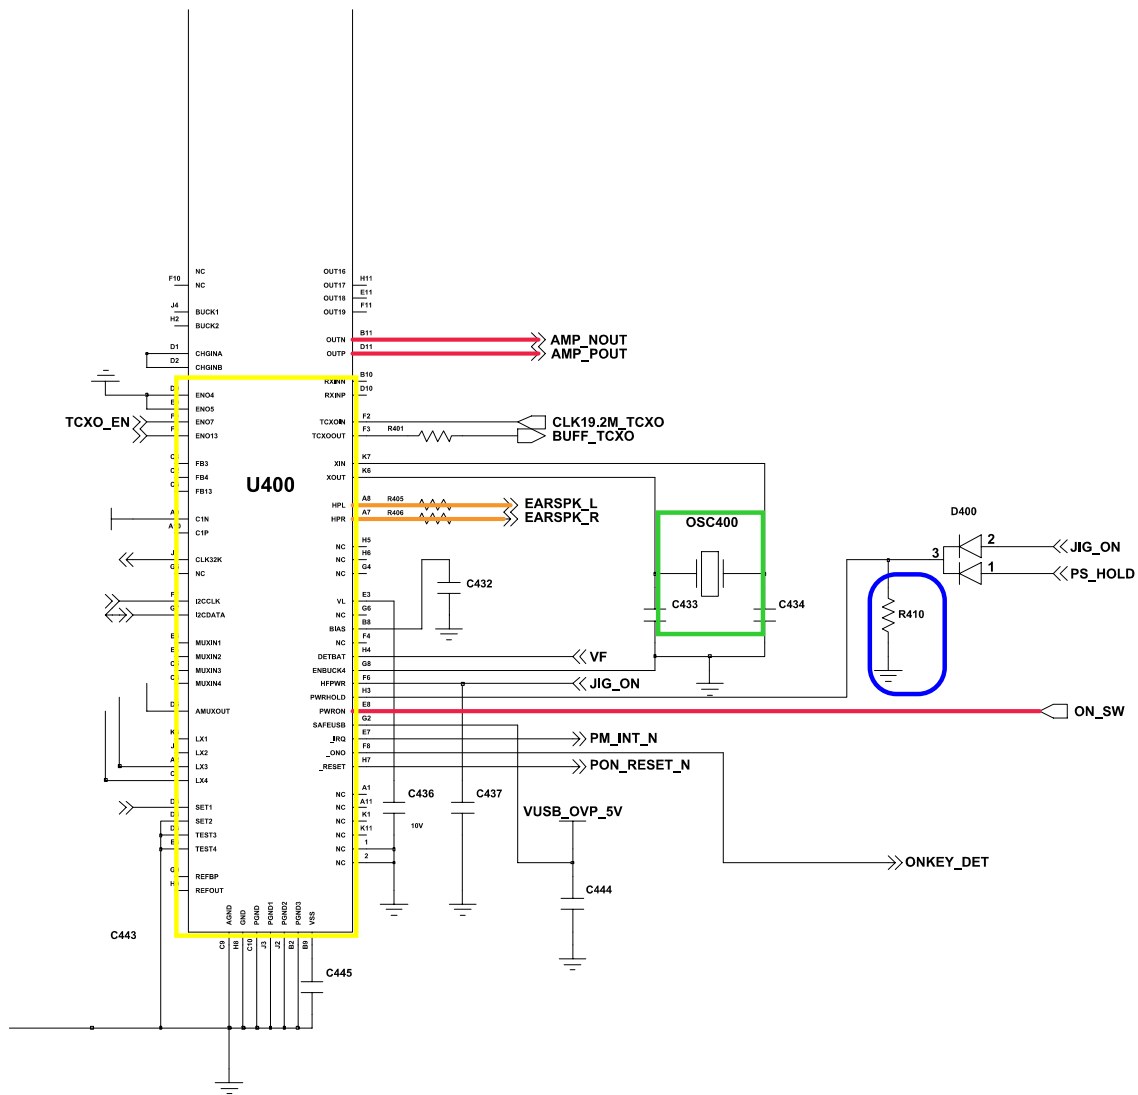 NC OUT16
F10 NC OUT17 H11
OUT18 E11
J4 BUCK1 OUT19 F11
H2 BUCK2
OUTN B11 AMP_NOUT
D1 CHGINA OUTP D11 AMP_POUT
D2 CHGINB
RXINN B10
ENO4 RXINP D10
ENO5
TCXO_EN ENO7 TCXOIN F2 CLK19.2M_TCXO
ENO13 TCXOOUT F3 R401 BUFF_TCXO
FB3 XIN K7
FB4 XOUT K6
FB13 U400
HPL A8 R405 EARSPK_L
C1N HPR A7 R406 EARSPK_R
OSC400 D400
C1P
NC H5
CLK32K NC H6
NC NC G4
2 JIG_ON
3
1 PS_HOLD
C432
I2CCLK VL E3
I2CDATA NC G6
C433 C434 R410
BIAS B8
MUXIN1 NC F4
MUXIN2 DETBAT H4 VF
MUXIN3 ENBUCK4 G8
MUXIN4 HFPWR F6 JIG_ON
PWRHOLD H3
AMUXOUT PWRON E8 ON_SW
SAFEUSB G2
LX1 _IRQ E7 PM_INT_N
LX2 _ONO F8
LX3 _RESET H7 PON_RESET_N
LX4
NC A1
C436 C437
SET1 NC A11
SET2 NC K1 10V VUSB_OVP_5V
TEST3 NC K11
TEST4 NC 1
NC 2 ONKEY_DET
REFBP
REFOUT C444
AGND GND PGND PGND1 PGND2 PGND3 VSS
C443
C9 H8 C10 J3 J2 B2 B9
C445